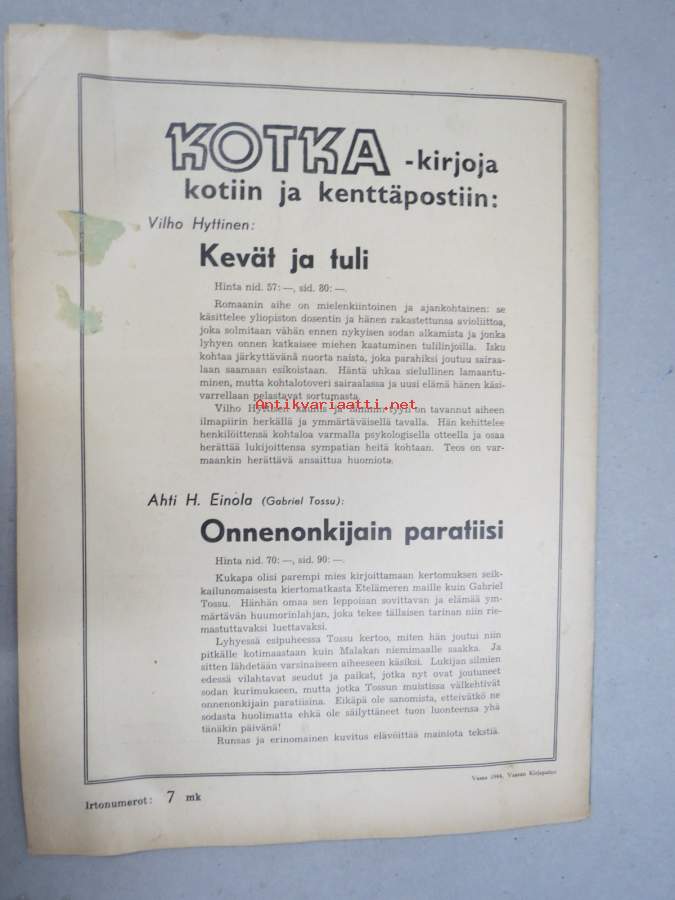 KOTKA -kirjoja
kotiin ja kenttäpostiin:
Vilho Hyttinen:
Kevät ja tuli
Hinta nid. 57: —, sid. 80: —.
Romaanin aihe on mielenkiintoinen ja ajankohtainen: se
käsittelee yliopiston dosentin ja hänen rakastettunsa avioliittoa,
joka solmitaan vähän ennen nykyisen sodan alkamista ja jonka
lyhyen onnen katkaisee miehen kaatuminen tulilinjoilla. Isku
kohtaa järkyttävänä nuorta naista, joka parahiksi joutuu sairaa-
laan saamaan esikoistaan. Häntä uhkaa sielullinen lamaantu-
minen, mutta kohtalotoveri sairaalassa ja uusi elämä hänen käsi-
varrellaan pelastavat sortumasta.
Antikvariaatti.net
Vilho Hyttisen kaunis ja on tavannut aiheen
ilmapiirin herkällä ja ymmärtäväisellä tavalla. Hän kehittelee
henkilöittensä kohtaloa varmalla psykologisella otteella ja osaa
herättää lukijoittensa sympatian heitä kohtaan. Teos on var-
maankin herättävä ansaittua huomiota.
Ahti H. Einola (Gabriel Tossu):
Onnenonkijain paratiisi
Hinta nid. 70: —, sid. 90: —.
Kukapa olisi parempi mies kirjoittamaan kertomuksen seik-
kailunomaisesta kiertomatkasta Etelämeren maille kuin Gabriel
Tossu. Hänhän omaa sen leppoisan sovittavan ja elämää ym-
märtävän huumorinlahjan, joka tekee tällaisen tarinan niin rie-
mastuttavaksi luettavaksi.
Lyhyessä esipuheessa Tossu kertoo, miten hän joutui niin
pitkälle kotimaastaan kuin Malakan niemimaalle saakka. Ja
sitten lähdetään varsinaiseen aiheeseen käsiksi. Lukijan silmien
edessä vilahtavat seudut ja paikat, jotka nyt ovat joutuneet
sodan kurimukseen, mutta jotka Tossun muistissa välkehtivät
onnenonkijain paratiisina. Eikäpä ole sanomista, etteivätkö ne
sodasta huolimatta ehkä ole säilyttäneet tuon luonteensa yhä
tänäkin päivänä!
Runsas ja erinomainen kuvitus elävöittää mainiota tekstiä.
Vaasa 1944, Vaasan Kirjapaino
Irtonumerot: 7 mk